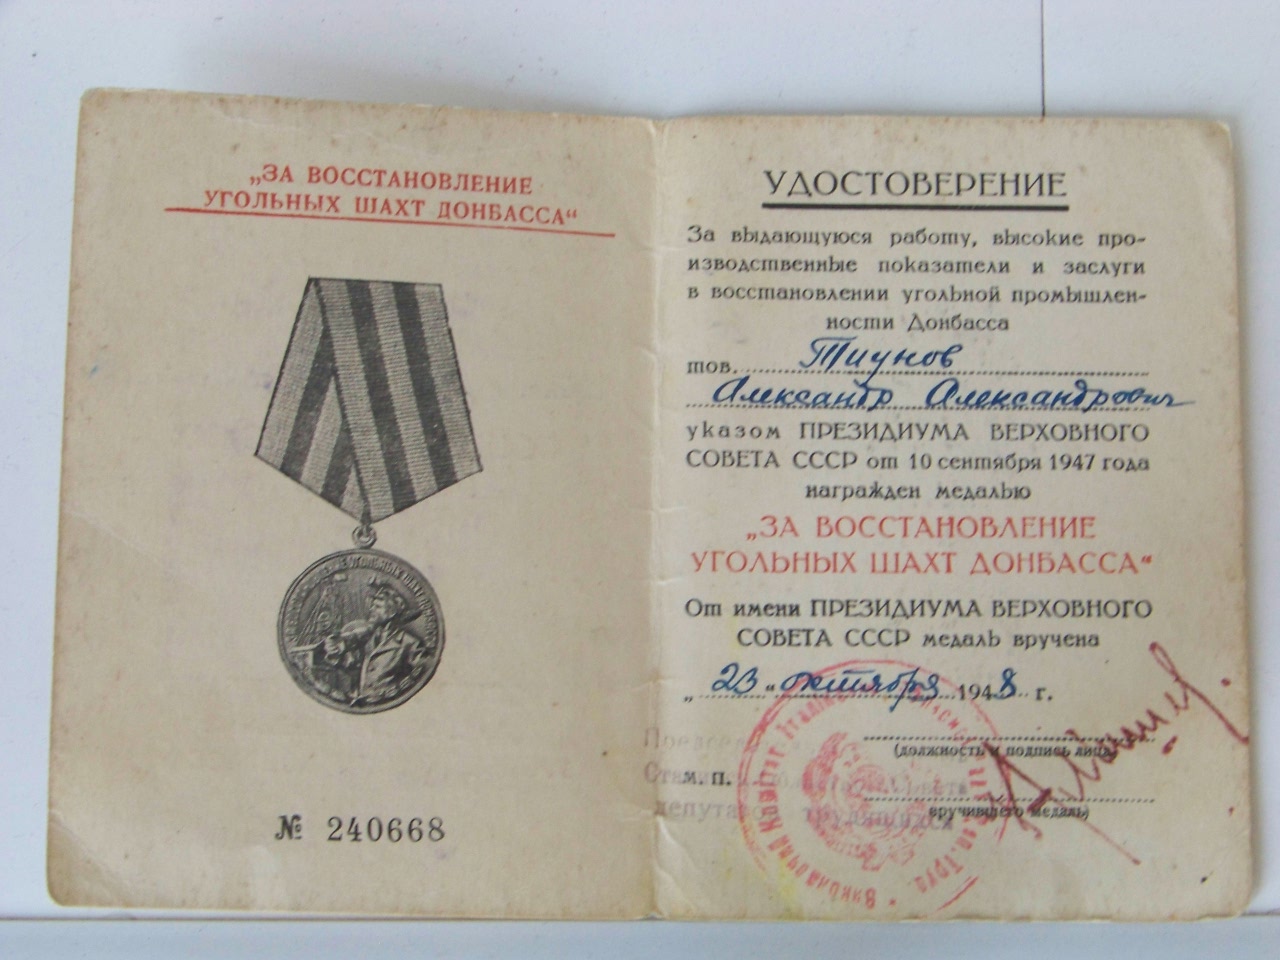 „ЗА ВОССТАНОВЛЕНИЕ
УГОЛЬНЫХ ШАХТ ДОНБАССА“
№ 240668
УДОСТОВЕРЕНИЕ
За выдающуюся работу, высокие про-
изводственные показатели и заслуги
в восстановлении угольной промышлен-
ности Донбасса
тов. Тиунов
Александр Александрович
указом ПРЕЗИДИУМА ВЕРХОВНОГО
СОВЕТА СССР от 10 сентября 1947 года
награжден медалью
„ЗА ВОССТАНОВЛЕНИЕ
УГОЛЬНЫХ ШАХТ ДОНБАССА“
От имени ПРЕЗИДИУМА ВЕРХОВНОГО
СОВЕТА СССР медаль вручена
„23“ октября 1948 г.
(должность и подпись лица,
м. п.
вручившего медаль)
депутатов трудящихся